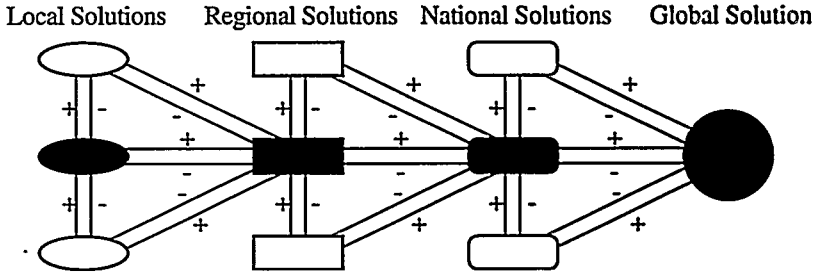 Local Solutions Regional Solutions National Solutions Global Solution
+ + +
+ - + - + -
- - -
+ + +
- - -
- - -
+ - + - + -
+ + +